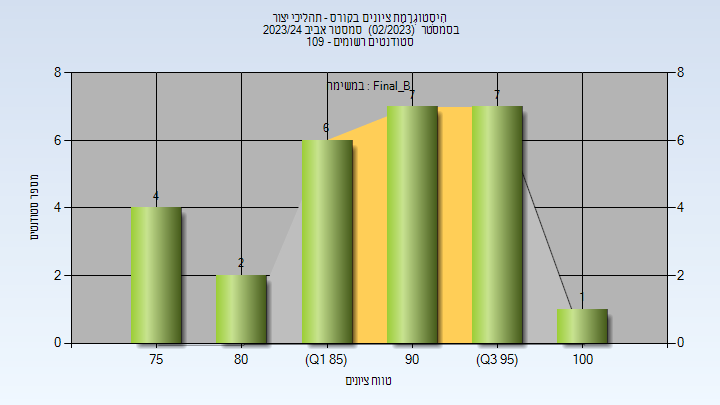 הִיסְטוֹגְרָמַת ציונים בקורס - תהליכי יצור
בסמסטר (02/2023) סמסטר אביב 2023/24
סטודנטים רשומים - 109
במשימה : Final_B
8
6
4
2
0
מספר סטודנטים
8
6
4
2
0
4
2
6
7
7
1
75
80
(Q1 85)
90
(Q3 95)
100
טווח ציונים